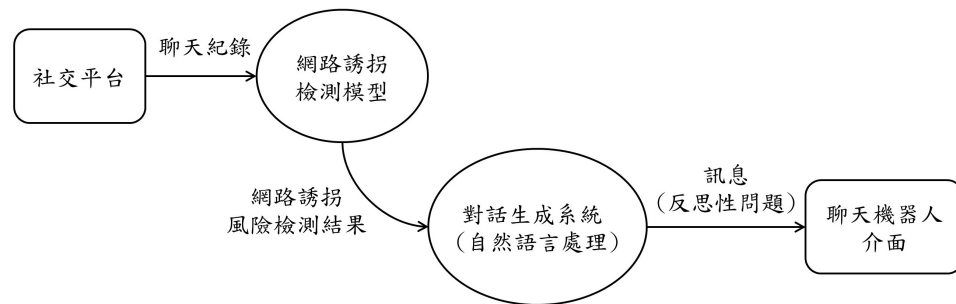 社交平台
聊天紀錄
網路誘拐
檢測模型
網路誘拐
風險檢測結果
對話生成系統
(自然語言處理)
訊息
(反思性問題)
聊天機器人
介面